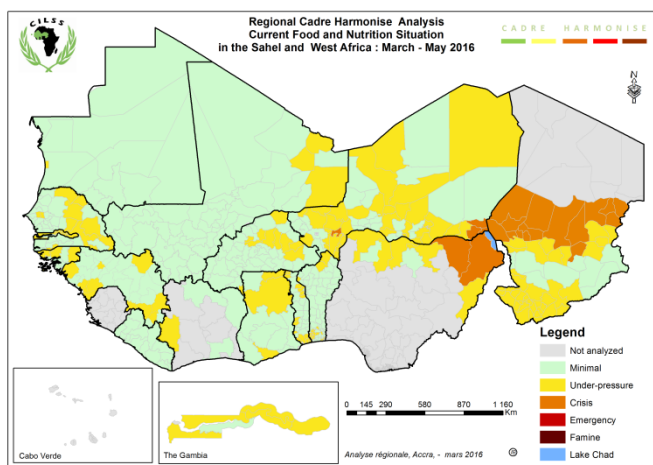 CILSS
Regional Cadre Harmonise Analysis
Current Food and Nutrition Situation
in the Sahel and West Africa : March - May 2016
CADRE HARMONISE
N
Legend
Not analyzed
Minimal
Under-pressure
Crisis
Emergency
Famine
Lake Chad
Cabo Verde
The Gambia
0 145 290 580 870 1 160
Km
Analyse régionale, Accra, - mars 2016